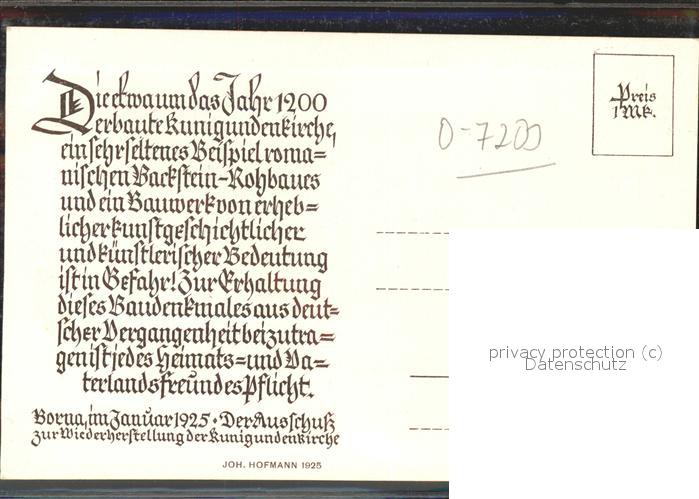 Die etwa um das Jahr 1200
erbaute Kunigundenkirche,
ein sehr seltenes Beispiel roma=
nischen Backstein-Rohbaues
und ein Bauwerk von erheb=
licher kunstgeschichtlicher
und künstlerischer Bedeutung
ist in Gefahr! Zur Erhaltung
dieses Baudenkmales aus deut=
scher Vergangenheit beizutra=
gen ist jedes Heimats= und Va=
terlandsfreundes Pflicht.
Borna, im Januar 1925 · Der Ausschuß
zur Wiederherstellung der Kunigundenkirche
JOH. HOFMANN 1925
Preis
1 Mk.
O-7200
privacy protection (c)
Datenschutz